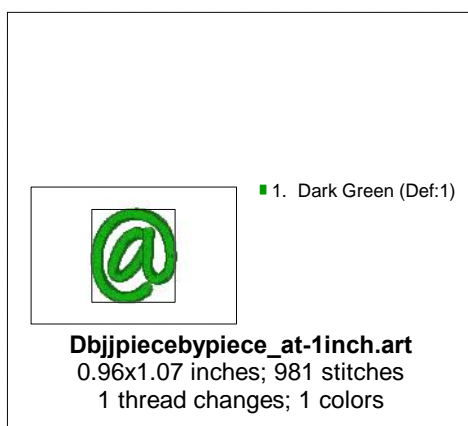 1. Dark Green (Def:1)
@
Dbjjpiecebypiece_at-1inch.art
0.96x1.07 inches; 981 stitches
1 thread changes; 1 colors